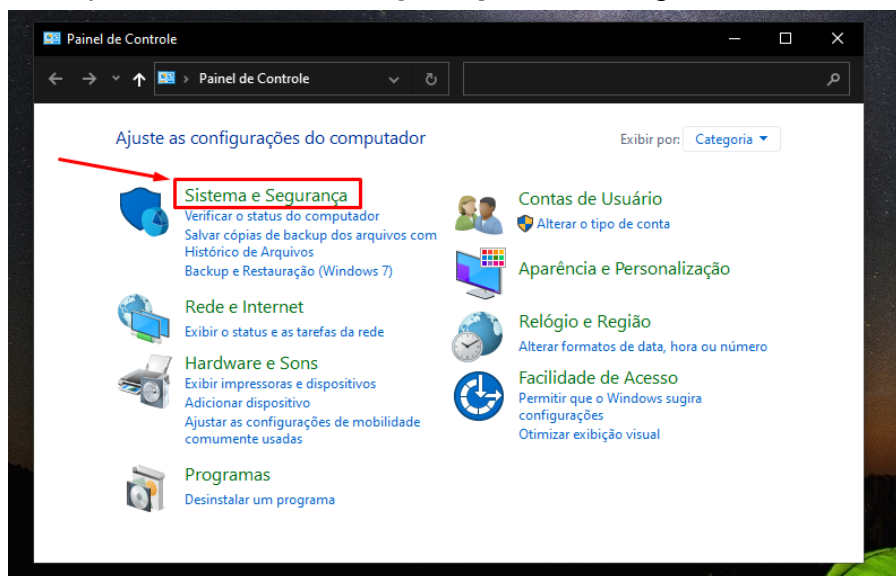 Painel de Controle
Painel de Controle
Ajuste as configurações do computador
Exibir por:
Categoria
Sistema e Segurança
Verificar o status do computador
Salvar cópias de backup dos arquivos com
Histórico de Arquivos
Backup e Restauração (Windows 7)
Rede e Internet
Exibir o status e as tarefas da rede
Hardware e Sons
Exibir impressoras e dispositivos
Adicionar dispositivo
Ajustar as configurações de mobilidade
comumente usadas
Programas
Desinstalar um programa
Contas de Usuário
Alterar o tipo de conta
Aparência e Personalização
Relógio e Região
Alterar formatos de data, hora ou número
Facilidade de Acesso
Permitir que o Windows sugira
configurações
Otimizar exibição visual